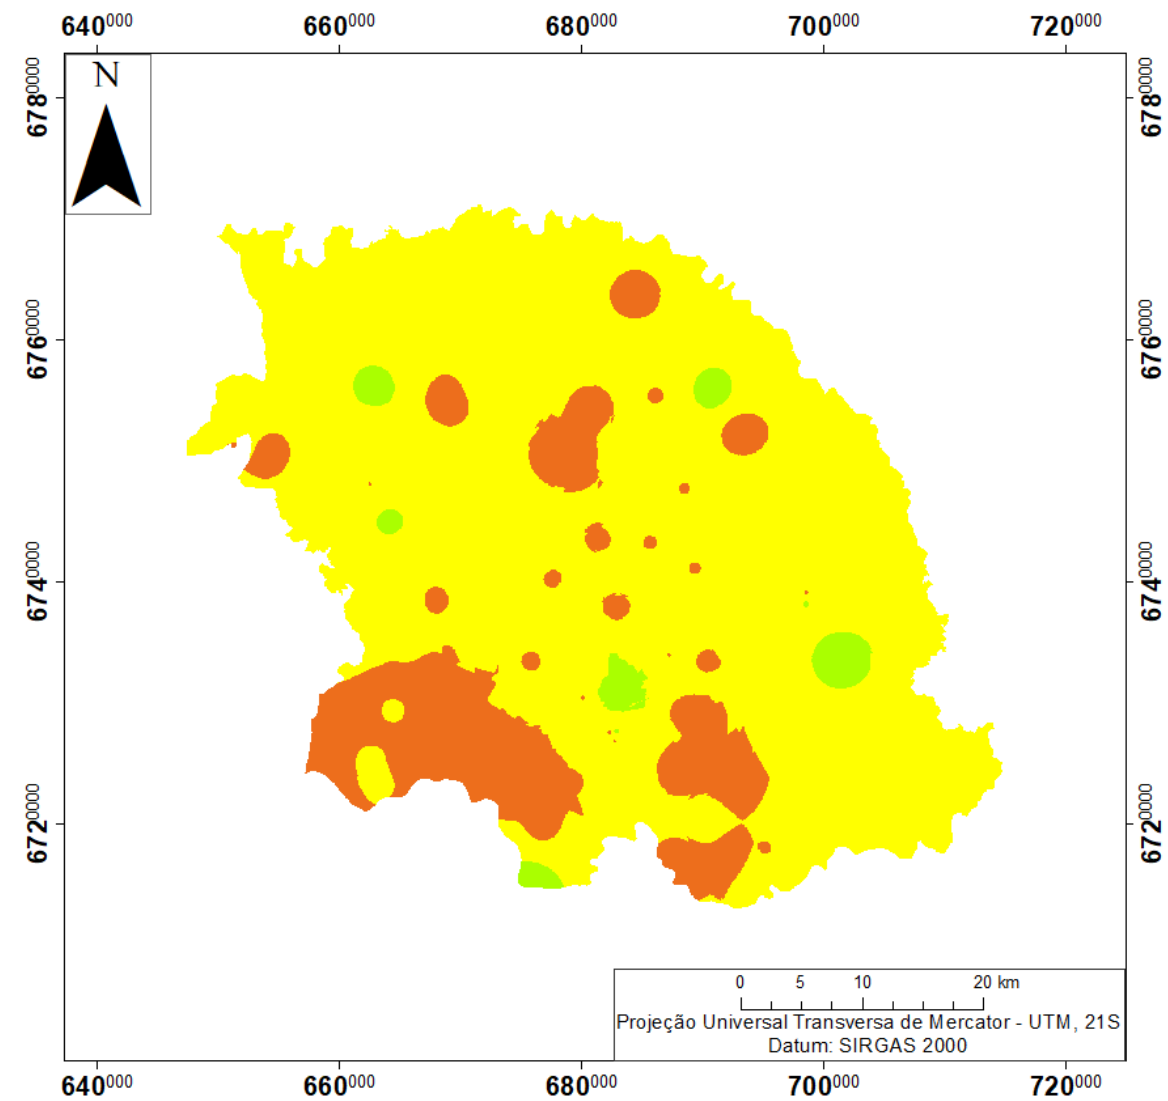 640000 660000 680000 700000 720000
N
6780000 6780000
6760000 6760000
6740000 6740000
6720000 6720000
0 5 10 20 km
Projeção Universal Transversa de Mercator - UTM, 21S
Datum: SIRGAS 2000
640000 660000 680000 700000 720000